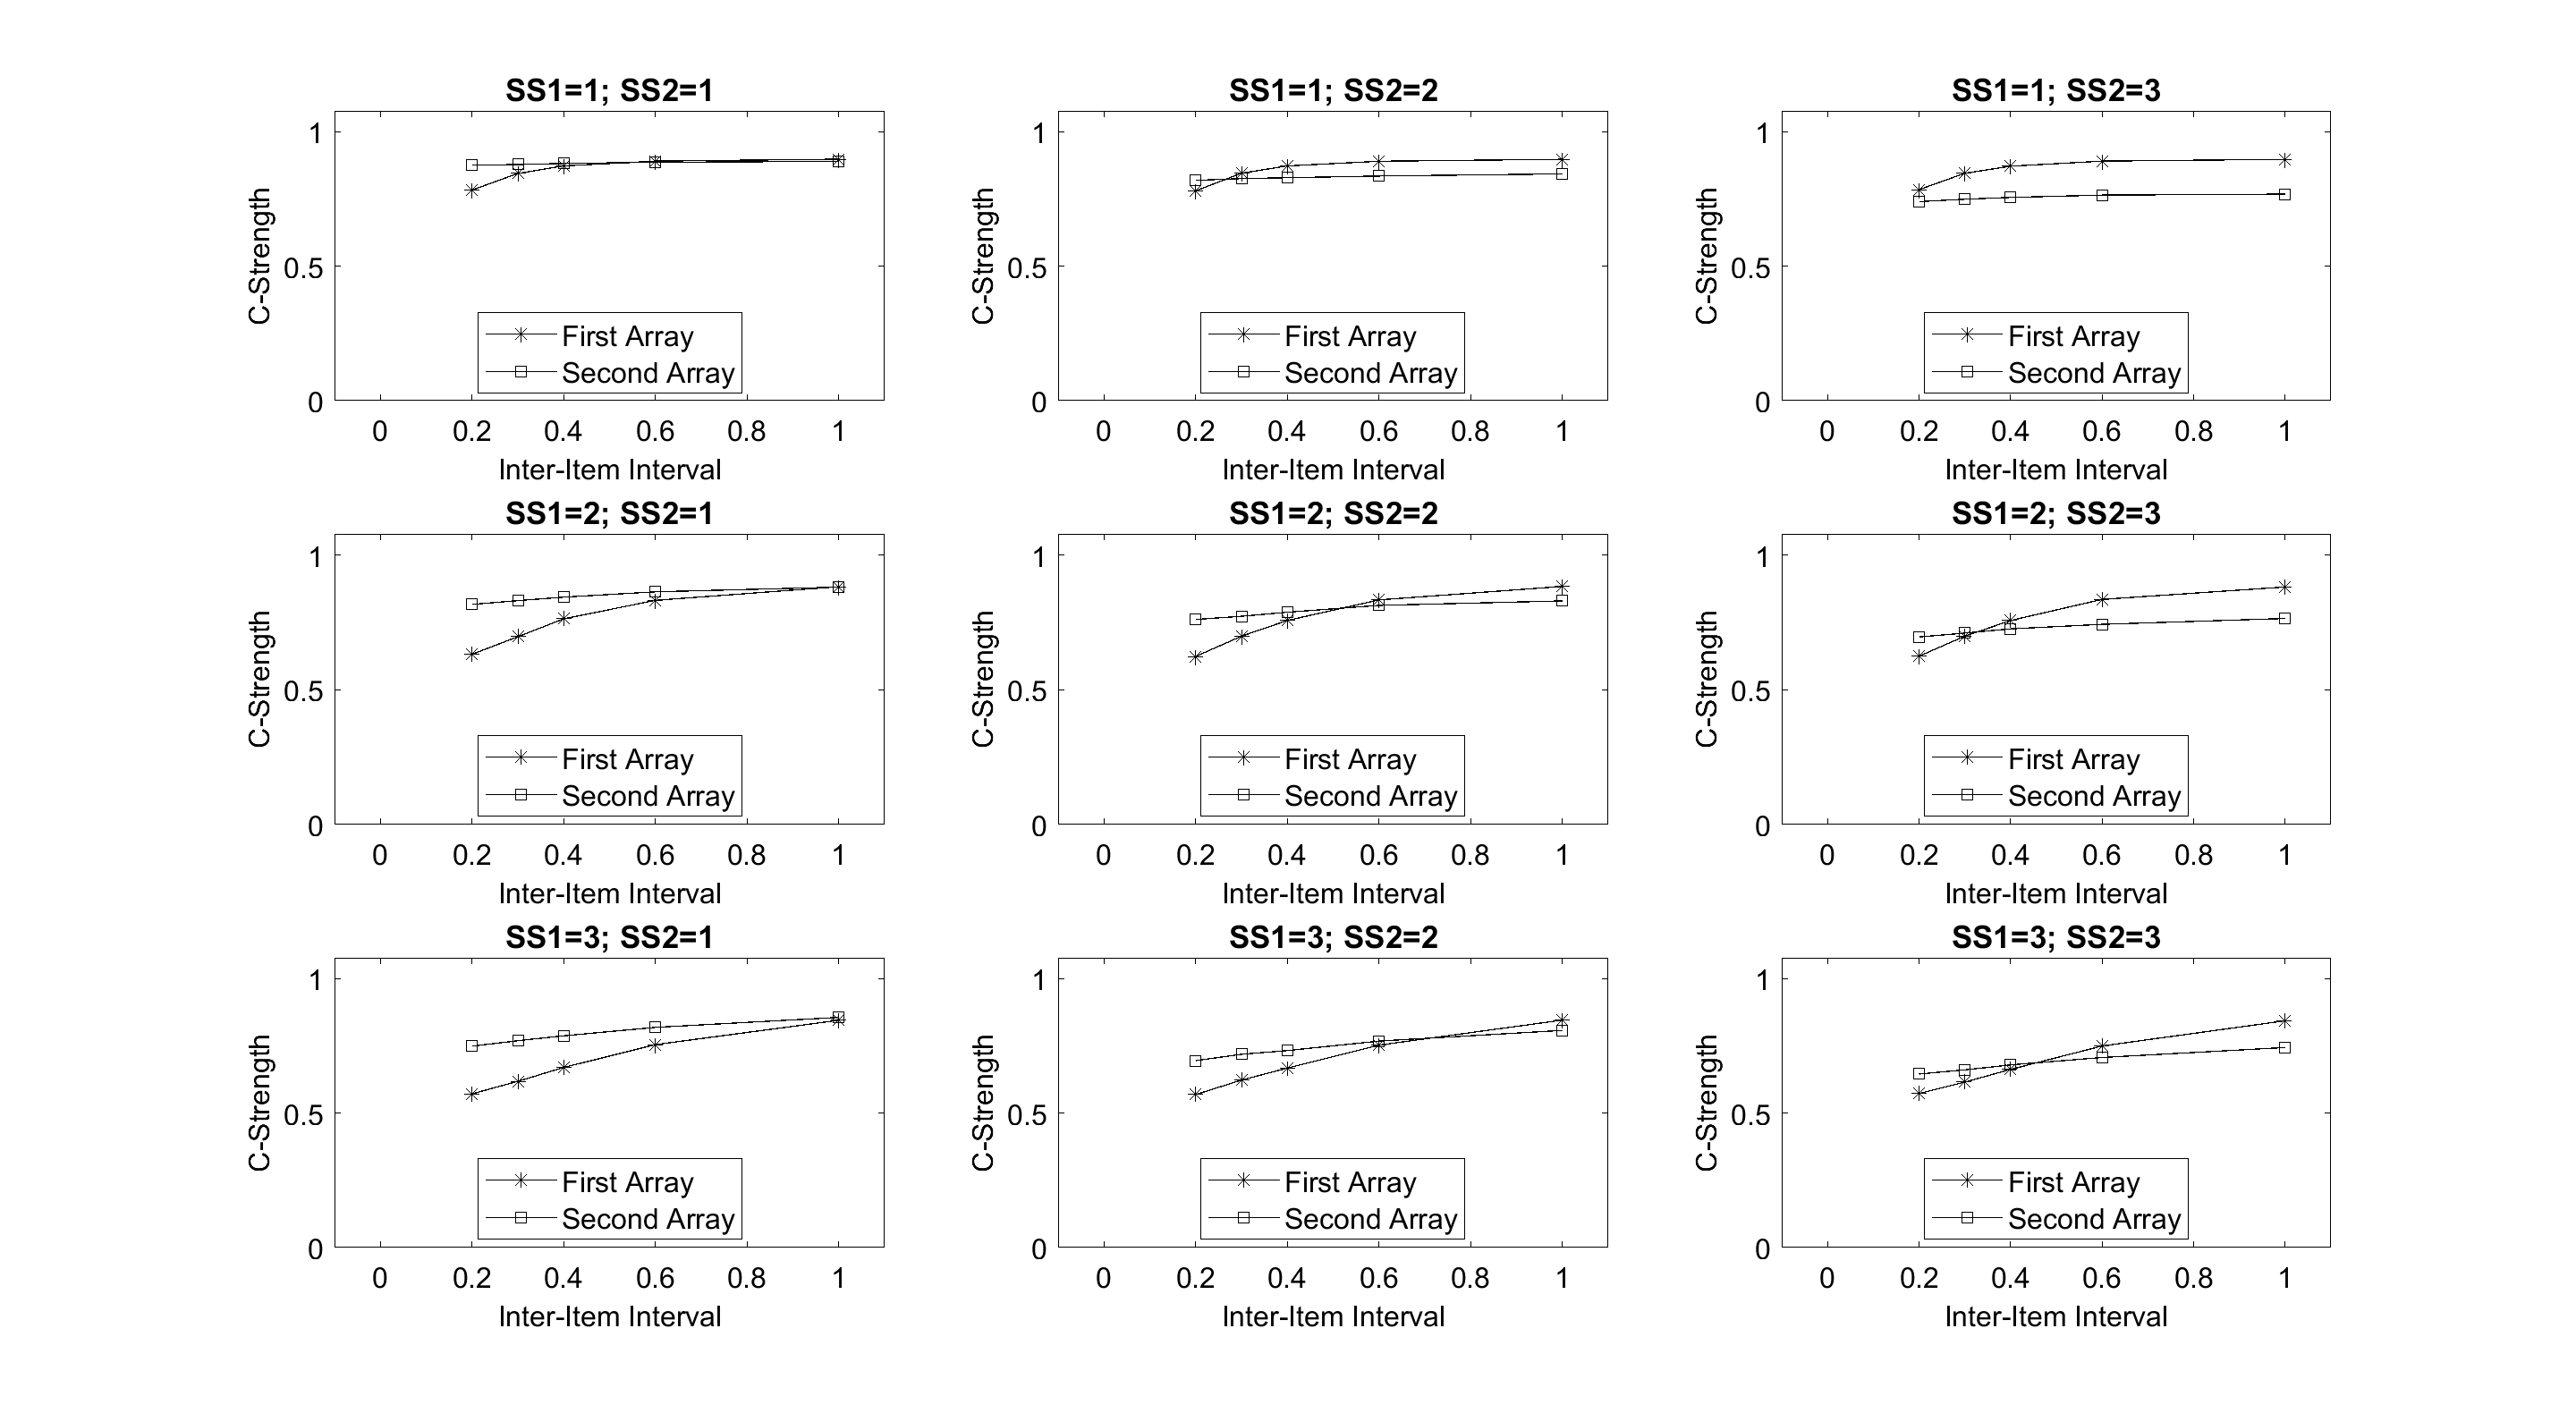 SS1=1; SS2=1
1
0.5
0
C-Strength
First Array
Second Array
0 0.2 0.4 0.6 0.8 1
Inter-Item Interval
SS1=1; SS2=2
1
0.5
0
C-Strength
First Array
Second Array
0 0.2 0.4 0.6 0.8 1
Inter-Item Interval
SS1=1; SS2=3
1
0.5
0
C-Strength
First Array
Second Array
0 0.2 0.4 0.6 0.8 1
Inter-Item Interval
SS1=2; SS2=1
1
0.5
0
C-Strength
First Array
Second Array
0 0.2 0.4 0.6 0.8 1
Inter-Item Interval
SS1=2; SS2=2
1
0.5
0
C-Strength
First Array
Second Array
0 0.2 0.4 0.6 0.8 1
Inter-Item Interval
SS1=2; SS2=3
1
0.5
0
C-Strength
First Array
Second Array
0 0.2 0.4 0.6 0.8 1
Inter-Item Interval
SS1=3; SS2=1
1
0.5
0
C-Strength
First Array
Second Array
0 0.2 0.4 0.6 0.8 1
Inter-Item Interval
SS1=3; SS2=2
1
0.5
0
C-Strength
First Array
Second Array
0 0.2 0.4 0.6 0.8 1
Inter-Item Interval
SS1=3; SS2=3
1
0.5
0
C-Strength
First Array
Second Array
0 0.2 0.4 0.6 0.8 1
Inter-Item Interval